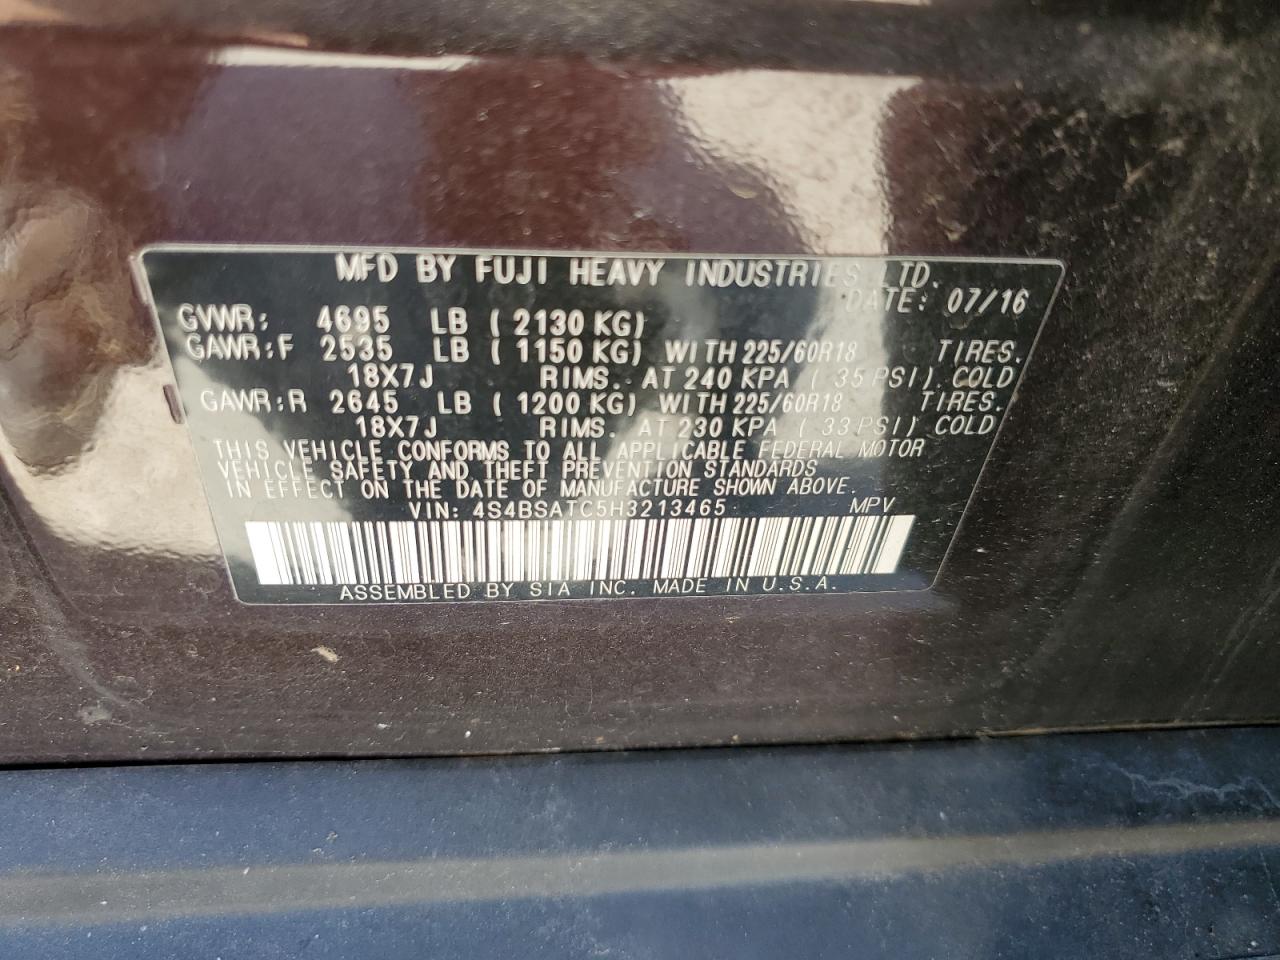 MFD BY FUJI HEAVY INDUSTRIES LTD.
DATE: 07/16
GVWR: 4695 LB ( 2130 KG)
GAWR:F 2535 LB ( 1150 KG) WITH 225/60R18 TIRES.
18X7J RIMS. AT 240 KPA ( 35 PSI) COLD
GAWR:R 2645 LB ( 1200 KG) WITH 225/60R18 TIRES.
18X7J RIMS. AT 230 KPA ( 33 PSI) COLD
THIS VEHICLE CONFORMS TO ALL APPLICABLE FEDERAL MOTOR
VEHICLE SAFETY AND THEFT PREVENTION STANDARDS
IN EFFECT ON THE DATE OF MANUFACTURE SHOWN ABOVE.
VIN: 4S4BSATC5H3213465 MPV
ASSEMBLED BY SIA INC. MADE IN U.S.A.